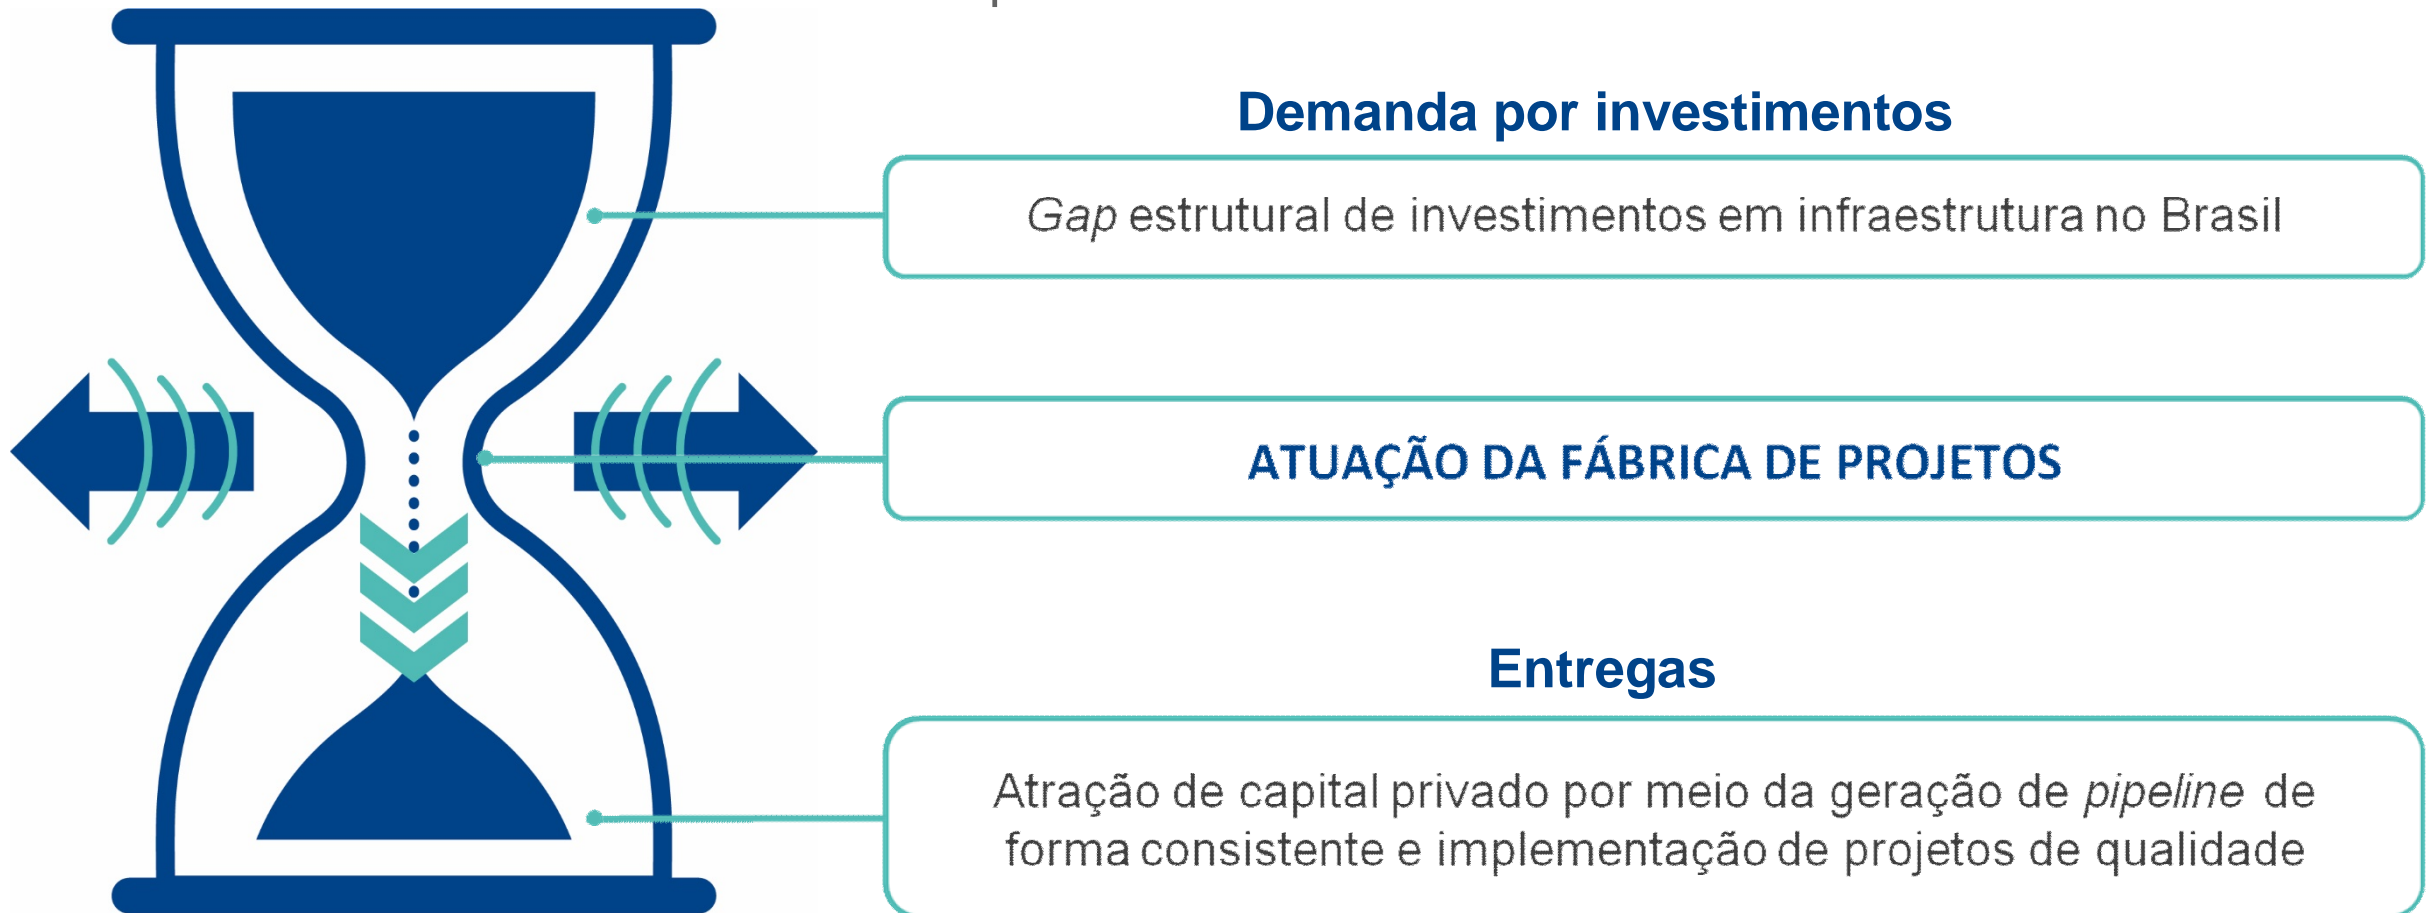 Demanda por investimentos
Gap estrutural de investimentos em infraestrutura no Brasil
ATUAÇÃO DA FÁBRICA DE PROJETOS
Entregas
Atração de capital privado por meio da geração de pipeline de
forma consistente e implementação de projetos de qualidade